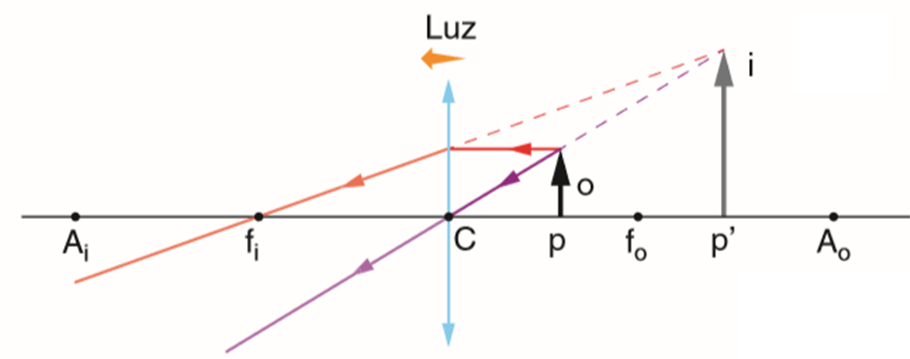 Luz
i
o
Aᵢ fᵢ C p fₒ p’ Aₒ